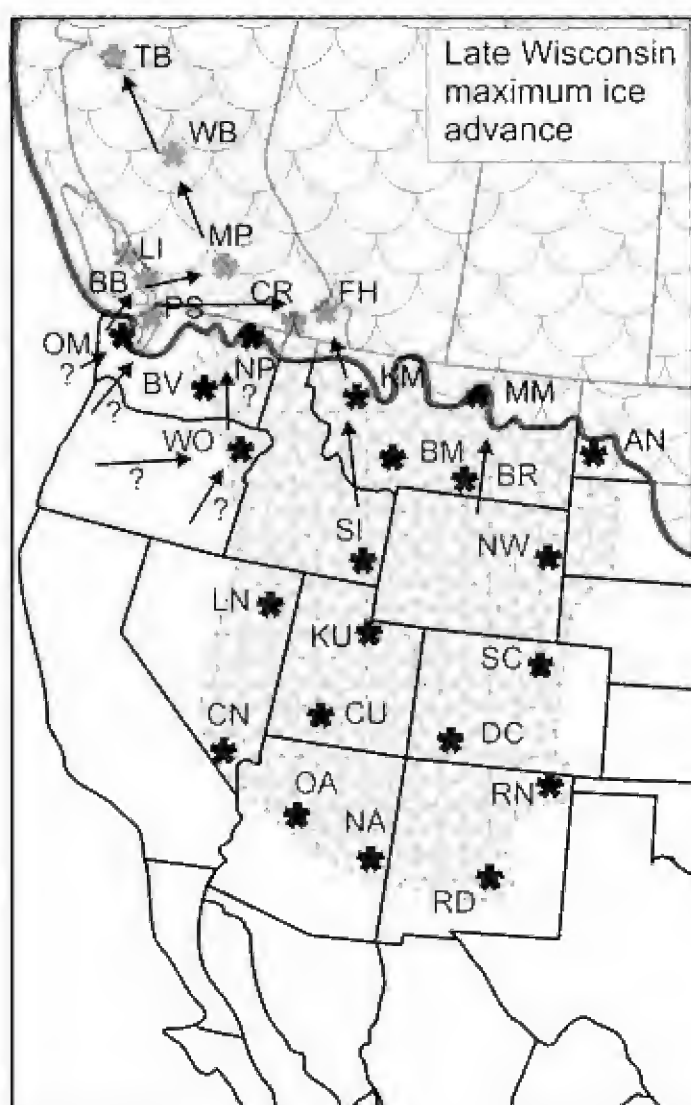 Late Wisconsin
maximum ice
advance
TB
WB
LI
MP
BB
PS
CR
FH
OM
?
BV
NP
?
KM
MM
?
WO
BM
AN
BR
?
?
SI
NW
LN
KU
SC
CN
CU
DC
OA
RN
NA
RD